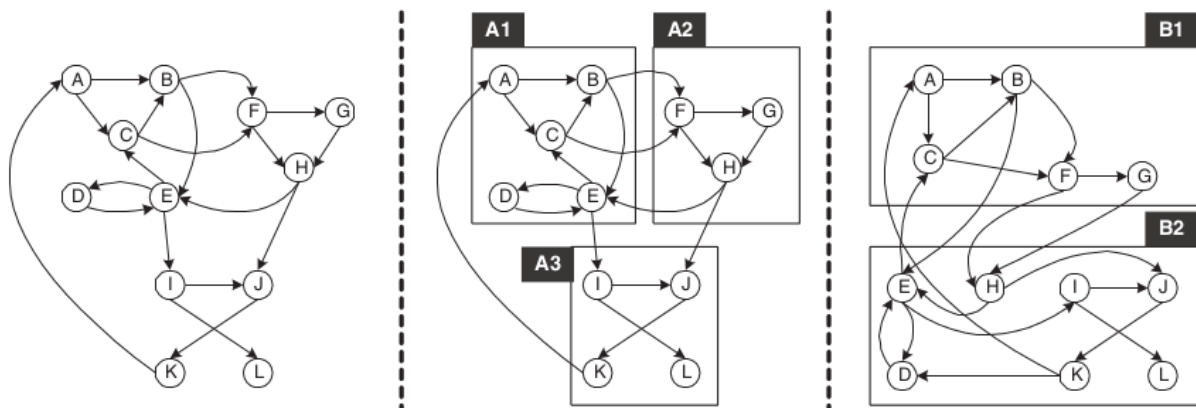 A B F G
C
H
D E
I J
K L
A1 A2
A B
F G
C
H
D E
A3
I J
K L
B1
A B
C F G
B2
E H I J
D K